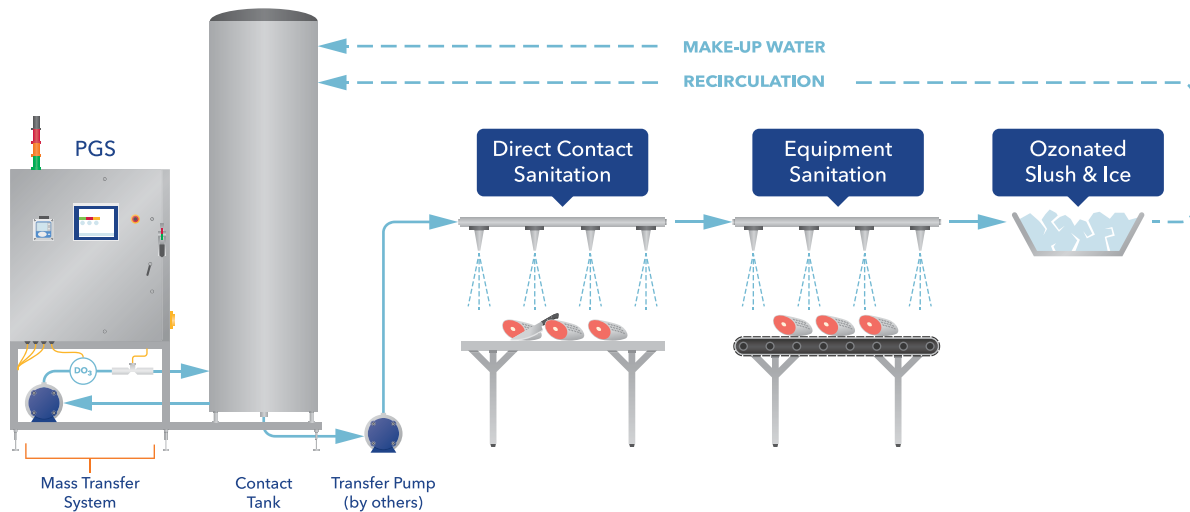 MAKE-UP WATER
RECIRCULATION
PGS
Direct Contact
Sanitation
Equipment
Sanitation
Ozonated
Slush & Ice
DO₃
Mass Transfer
System
Contact
Tank
Transfer Pump
(by others)